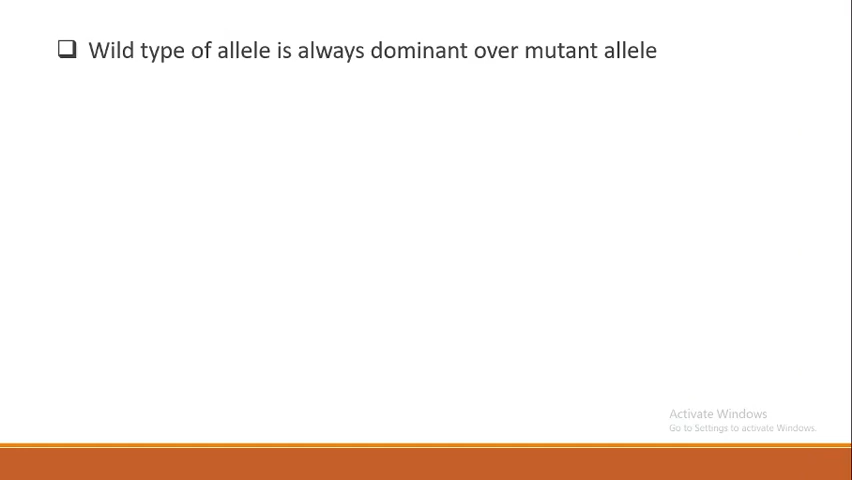 Wild type of allele is always dominant over mutant allele
Activate Windows
Go to Settings to activate Windows.